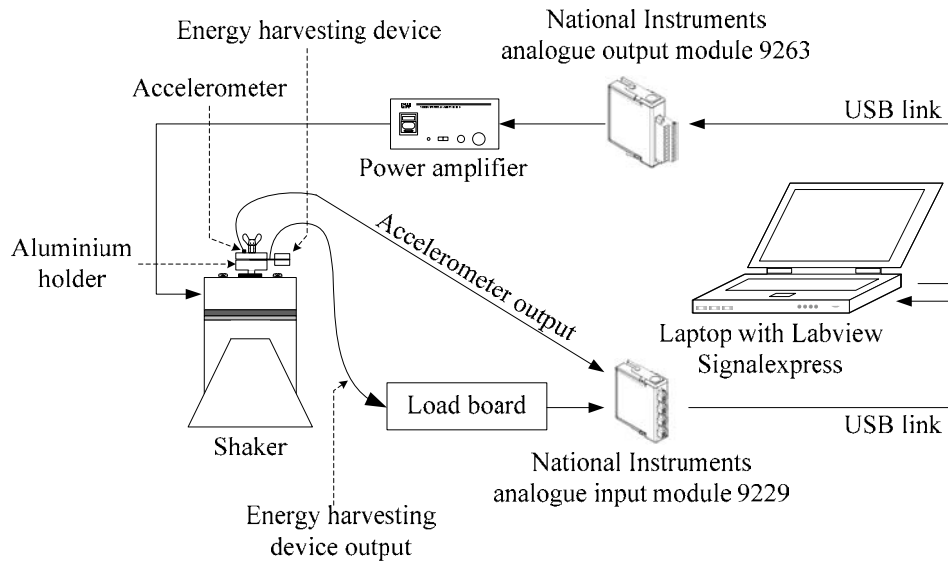 Energy harvesting device
National Instruments analogue output module 9263
Accelerometer
USB link
Power amplifier
Aluminium holder
Accelerometer output
Laptop with Labview Signalexpress
Load board
USB link
Shaker
National Instruments analogue input module 9229
Energy harvesting device output